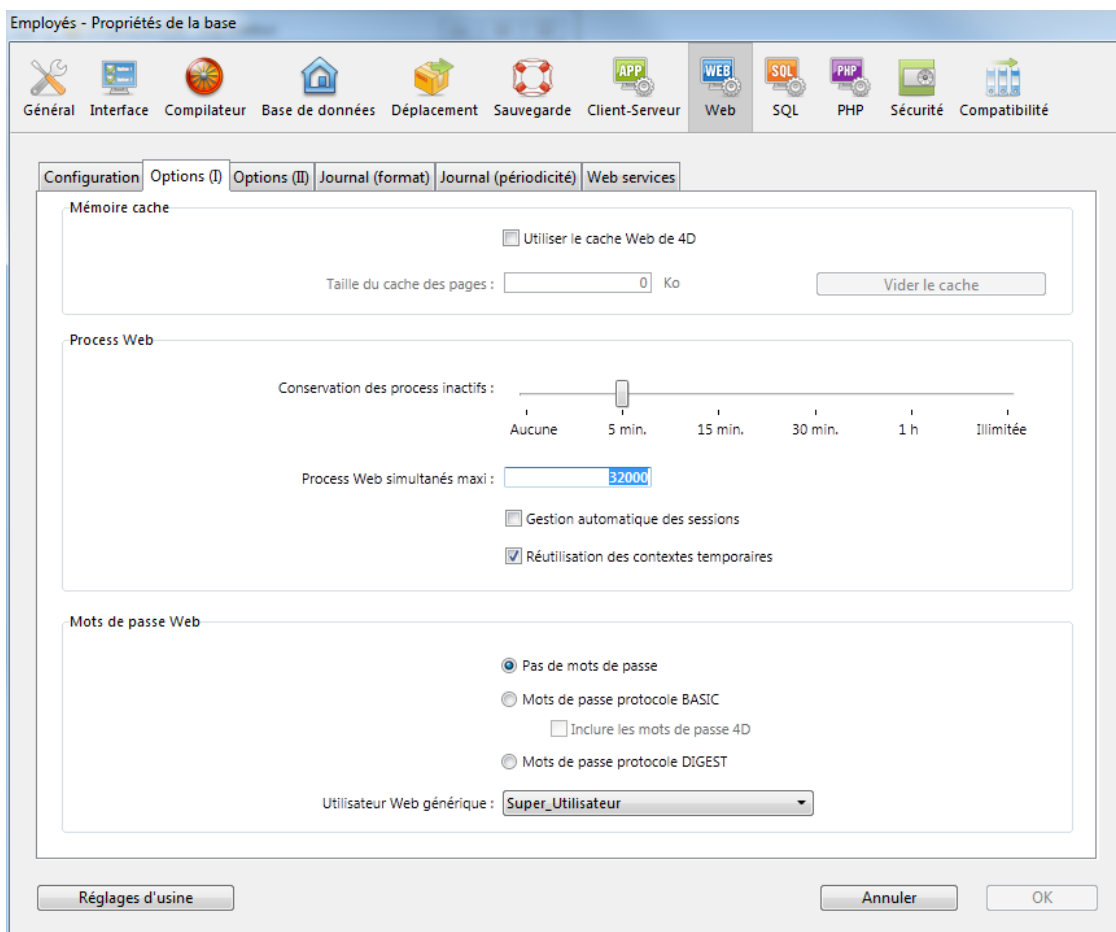 Employés - Propriétés de la base
APP WEB SQL PHP
Général Interface Compilateur Base de données Déplacement Sauvegarde Client-Serveur Web SQL PHP Sécurité Compatibilité
Configuration Options (I) Options (II) Journal (format) Journal (périodicité) Web services
Mémoire cache
Utiliser le cache Web de 4D
Taille du cache des pages : 0 Ko Vider le cache
Process Web
Conservation des process inactifs :
Aucune 5 min. 15 min. 30 min. 1 h Illimitée
Process Web simultanés maxi : 32000
Gestion automatique des sessions
Réutilisation des contextes temporaires
Mots de passe Web
Pas de mots de passe
Mots de passe protocole BASIC
Inclure les mots de passe 4D
Mots de passe protocole DIGEST
Utilisateur Web générique : Super_Utilisateur
Réglages d'usine Annuler OK